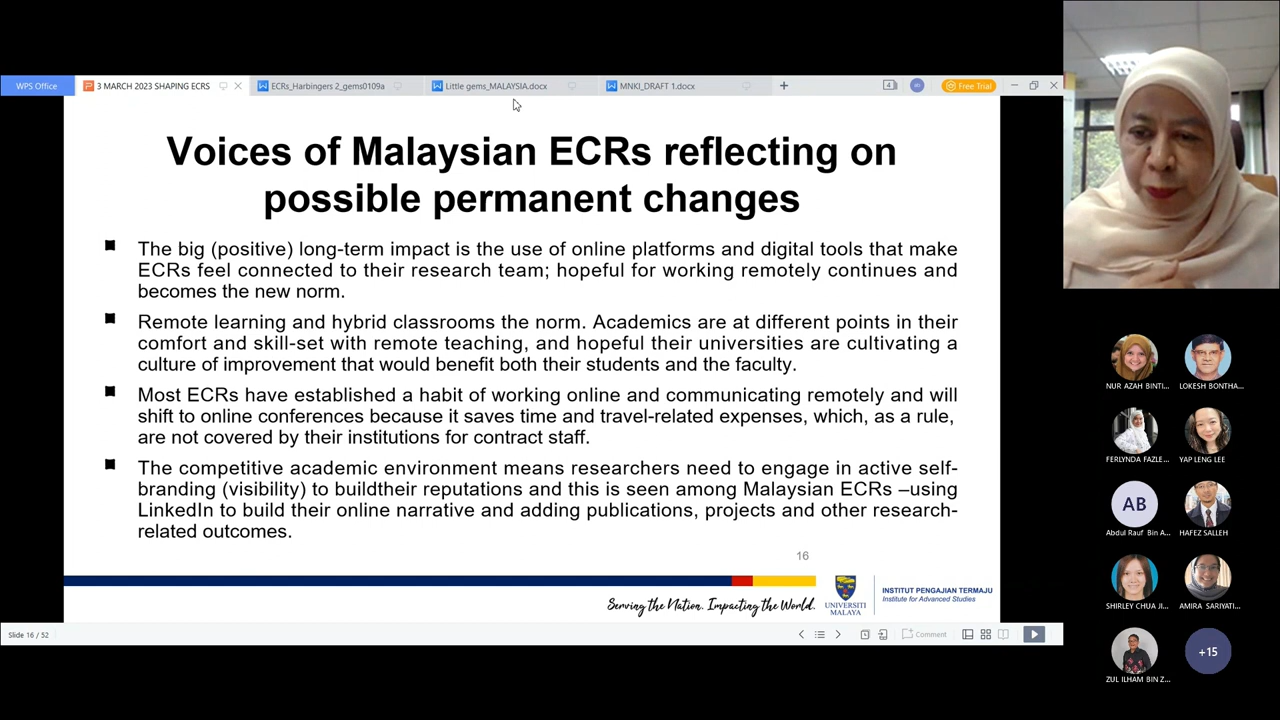 WPS Office
3 MARCH 2023 SHAPING ECRS
ECRs_Harbingers 2_gems0109a
Little gems_MALAYSIA.docx
MNKI_DRAFT 1.docx
Free Trial
Voices of Malaysian ECRs reflecting on
possible permanent changes
The big (positive) long-term impact is the use of online platforms and digital tools that make
ECRs feel connected to their research team; hopeful for working remotely continues and
becomes the new norm.
Remote learning and hybrid classrooms the norm. Academics are at different points in their
comfort and skill-set with remote teaching, and hopeful their universities are cultivating a
culture of improvement that would benefit both their students and the faculty.
Most ECRs have established a habit of working online and communicating remotely and will
shift to online conferences because it saves time and travel-related expenses, which, as a rule,
are not covered by their institutions for contract staff.
The competitive academic environment means researchers need to engage in active self-
branding (visibility) to buildtheir reputations and this is seen among Malaysian ECRs –using
LinkedIn to build their online narrative and adding publications, projects and other research-
related outcomes.
16
Serving the Nation. Impacting the World.
UNIVERSITI
MALAYA
INSTITUT PENGAJIAN TERMAJU
Institute for Advanced Studies
Slide 16 / 52
Comment
NUR AZAH BINTI...
LOKESH BONTHA...
FERLYNDA FAZLE...
YAP LENG LEE
AB
Abdul Rauf Bin A...
HAFEZ SALLEH
SHIRLEY CHUA JI...
AMIRA SARIYATI...
ZUL ILHAM BIN Z...
+15